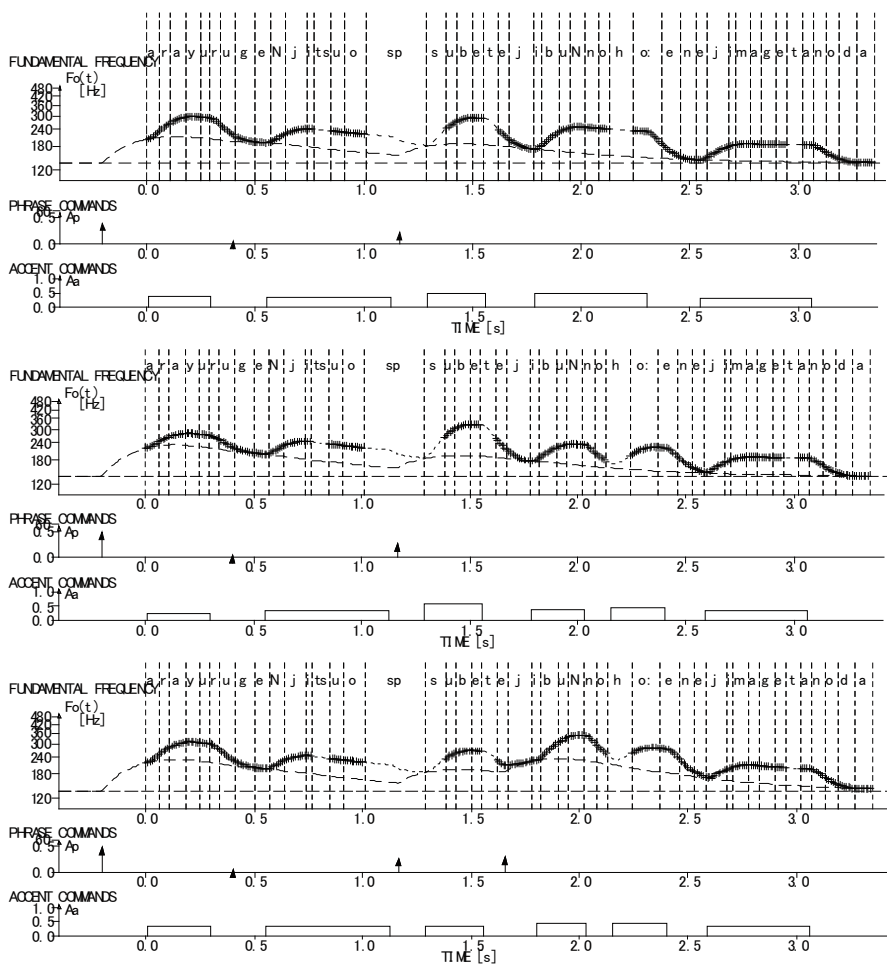 a r a y u r u g e N j i t s u o sp s u b e t e j i b u N n o h o: e n e j i m a g e t a n o d a
FUNDAMENTAL FREQUENCY
Fo(t)
[Hz]
480
420
360
300
240
180
120
0.0 0.5 1.0 1.5 2.0 2.5 3.0
PHRASE COMMANDS
Ap
0.5
0.0
0.0 0.5 1.0 1.5 2.0 2.5 3.0
ACCENT COMMANDS
Aa
1.0
0.5
0.0
0.0 0.5 1.0 1.5 2.0 2.5 3.0
TIME [s]
a r a y u r u g e N j i t s u o sp s u b e t e j i b u N n o h o: e n e j i m a g e t a n o d a
FUNDAMENTAL FREQUENCY
Fo(t)
[Hz]
480
420
360
300
240
180
120
0.0 0.5 1.0 1.5 2.0 2.5 3.0
PHRASE COMMANDS
Ap
0.5
0.0
0.0 0.5 1.0 1.5 2.0 2.5 3.0
ACCENT COMMANDS
Aa
1.0
0.5
0.0
0.0 0.5 1.0 1.5 2.0 2.5 3.0
TIME [s]
a r a y u r u g e N j i t s u o sp s u b e t e j i b u N n o h o: e n e j i m a g e t a n o d a
FUNDAMENTAL FREQUENCY
Fo(t)
[Hz]
480
420
360
300
240
180
120
0.0 0.5 1.0 1.5 2.0 2.5 3.0
PHRASE COMMANDS
Ap
0.5
0.0
0.0 0.5 1.0 1.5 2.0 2.5 3.0
ACCENT COMMANDS
Aa
1.0
0.5
0.0
0.0 0.5 1.0 1.5 2.0 2.5 3.0
TIME [s]